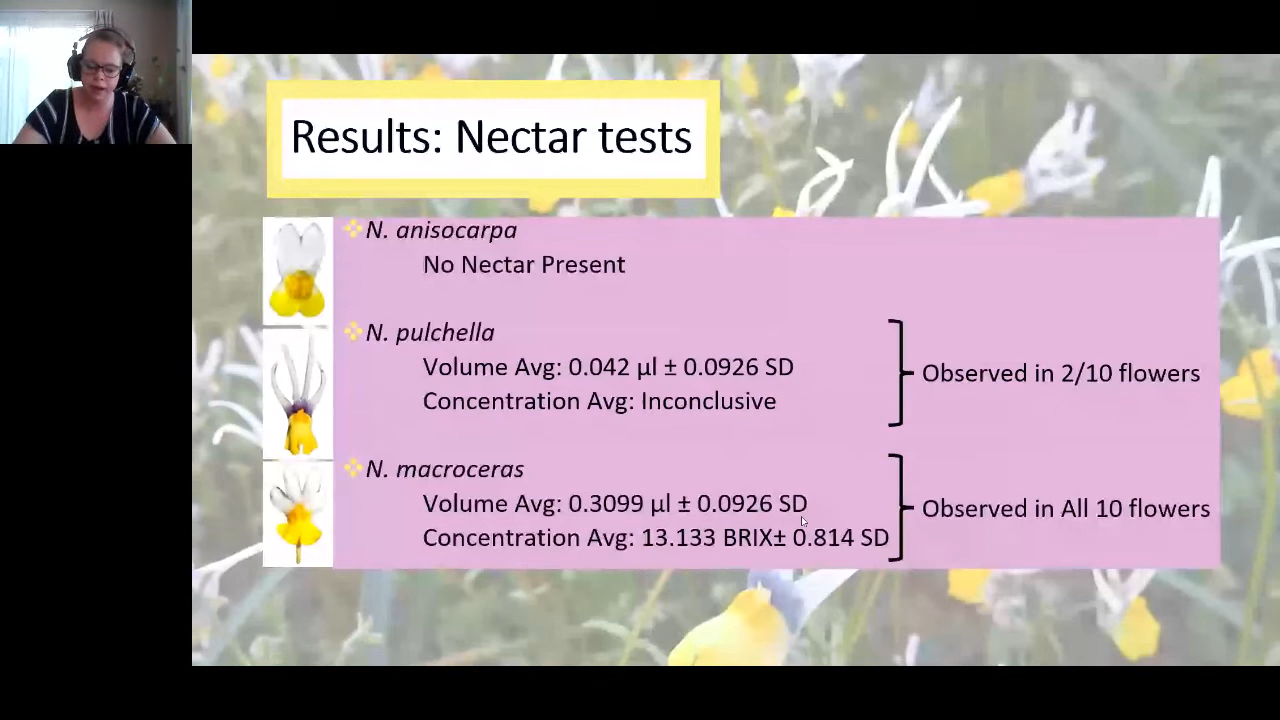 Results: Nectar tests
N. anisocarpa
No Nectar Present
N. pulchella
Volume Avg: 0.042 µl ± 0.0926 SD
Concentration Avg: Inconclusive
Observed in 2/10 flowers
N. macroceras
Volume Avg: 0.3099 µl ± 0.0926 SD
Concentration Avg: 13.133 BRIX± 0.814 SD
Observed in All 10 flowers